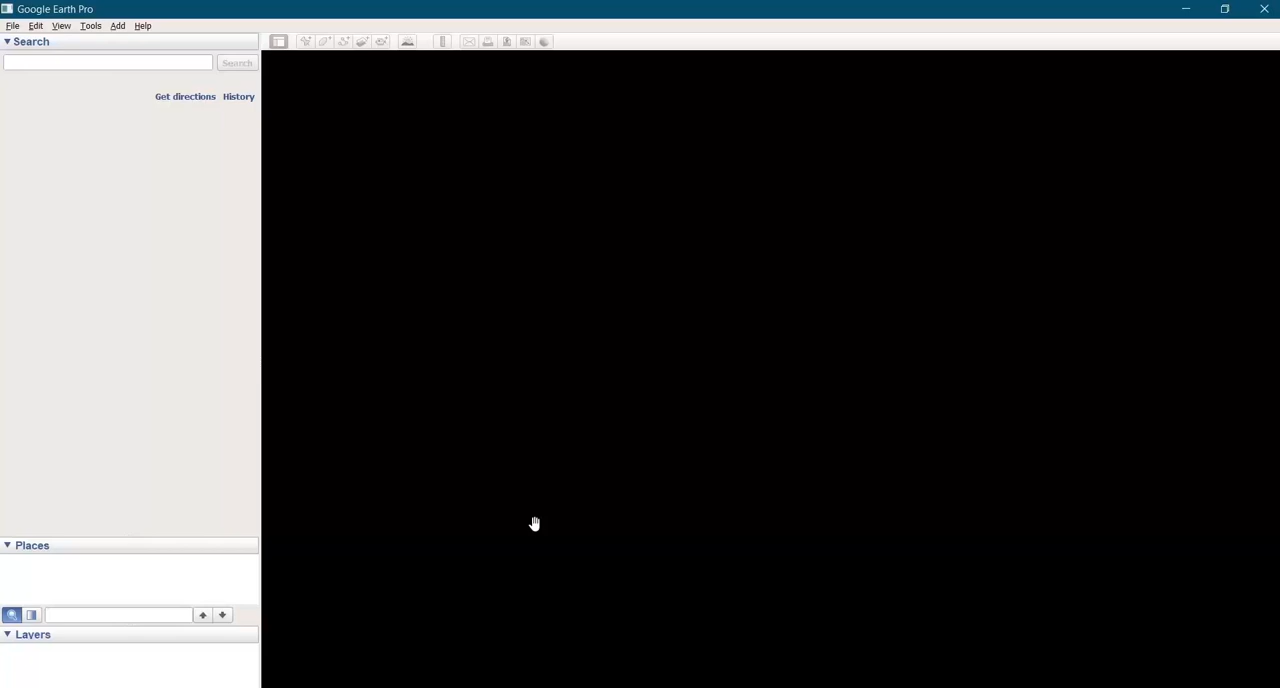 Google Earth Pro
File Edit View Tools Add Help
Search
Search
Get directions History
Places
Layers